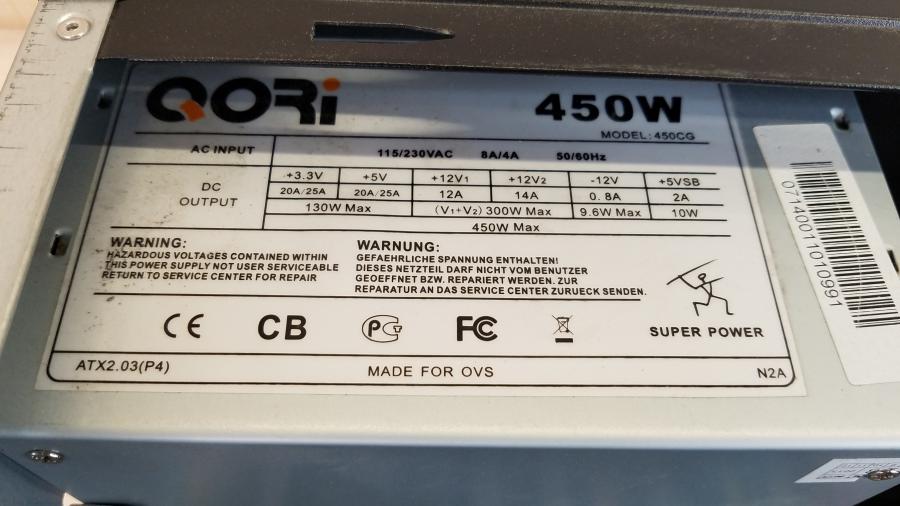 QORi
450W
MODEL: 450CG
AC INPUT 115/230VAC 8A/4A 50/60Hz
DC OUTPUT
+3.3V +5V +12V1 +12V2 -12V +5VSB
20A/25A 20A/25A 12A 14A 0.8A 2A
130W Max (V1+V2) 300W Max 9.6W Max 10W
450W Max
WARNING:
HAZARDOUS VOLTAGES CONTAINED WITHIN
THIS POWER SUPPLY NOT USER SERVICEABLE
RETURN TO SERVICE CENTER FOR REPAIR
WARNUNG:
GEFAEHRLICHE SPANNUNG ENTHALTEN!
DIESES NETZTEIL DARF NICHT VOM BENUTZER
GEOEFFNET BZW. REPARIERT WERDEN. ZUR
REPARATUR AN DAS SERVICE CENTER ZURUECK SENDEN.
CE CB PG FC
SUPER POWER
ATX2.03(P4) MADE FOR OVS N2A
0714001101010991